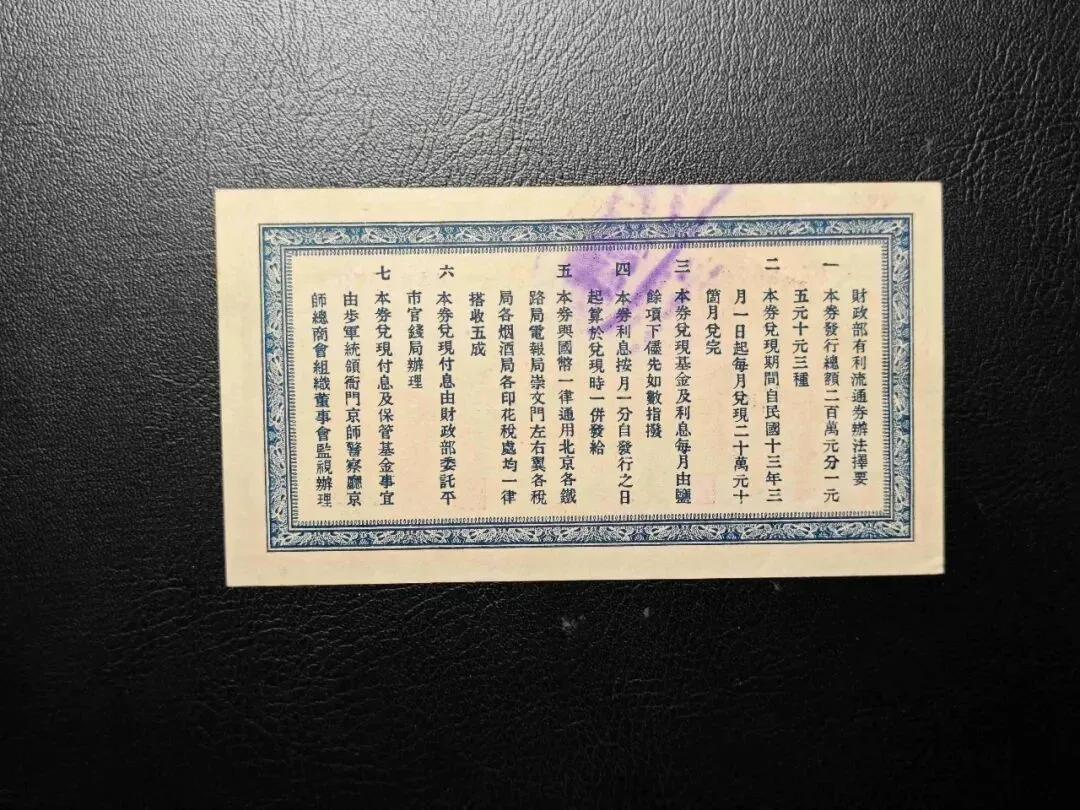 財政部有利流通券辦法擇要
一 本券發行總額二百萬元分一元
五元十元三種
二 本券兌現期間自民國十三年三
月一日起每月兌現二十萬元十
箇月兌完
三 本券兌現基金及利息每月由鹽
餘項下儘先如數指撥
四 本券利息按月一分自發行之日
起算於兌現時一併發給
五 本券與國幣一律通用北京各鐵
路局電報局崇文門左右翼各稅
局各烟酒局各印花稅處均一律
搭收五成
六 本券兌現付息由財政部委託平
市官錢局辦理
七 本券兌現付息及保管基金事宜
由步軍統領衙門京師警察廳京
師總商會組織董事會監視辦理